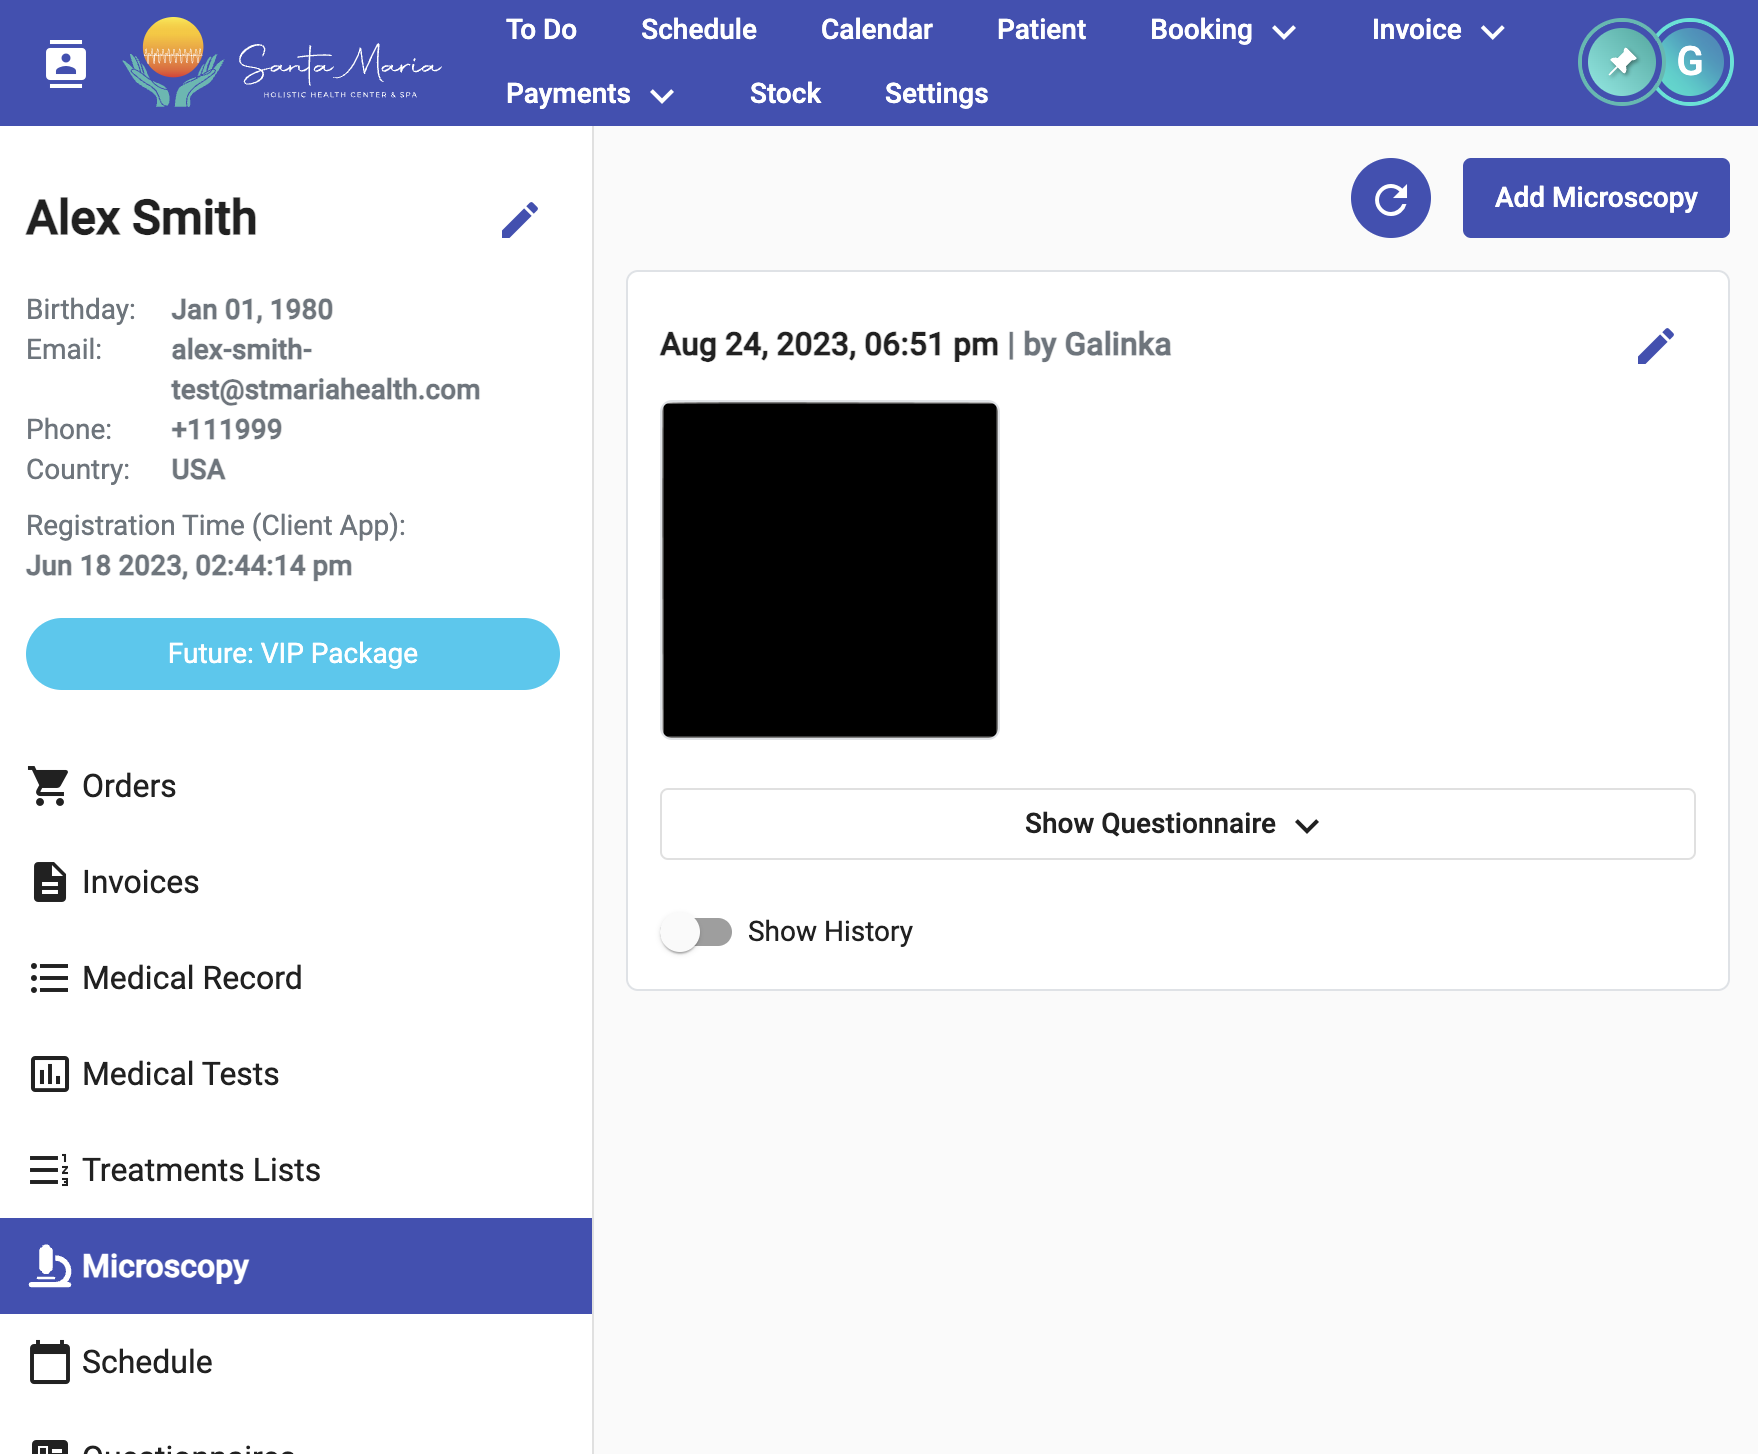 Santa Maria
HOLISTIC HEALTH CENTER & SPA
To Do
Schedule
Calendar
Patient
Booking
Invoice
Payments
Stock
Settings
G
Alex Smith
Birthday: Jan 01, 1980
Email: alex-smith-
test@stmariahealth.com
Phone: +111999
Country: USA
Registration Time (Client App):
Jun 18 2023, 02:44:14 pm
Future: VIP Package
Orders
Invoices
Medical Record
Medical Tests
Treatments Lists
Microscopy
Schedule
Questionnaires
Add Microscopy
Aug 24, 2023, 06:51 pm | by Galinka
Show Questionnaire
Show History